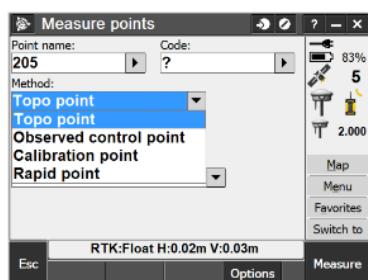 Measure points
? – ×
Point name:
Code:
205
?
83%
5
Method:
Topo point
Topo point
Observed control point
Calibration point
Rapid point
2.000
Map
Menu
Favorites
Switch to
RTK:Float H:0.02m V:0.03m
Esc
Options
Measure